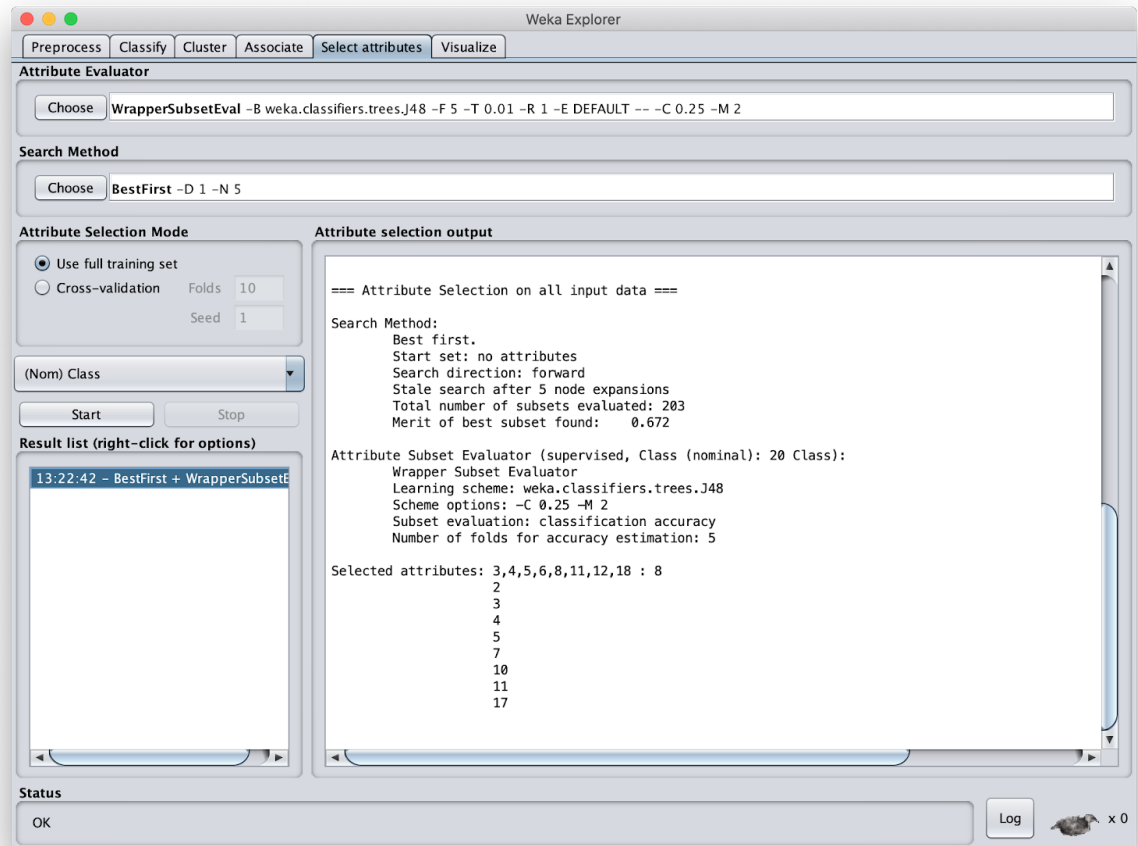 Weka Explorer
Preprocess Classify Cluster Associate Select attributes Visualize
Attribute Evaluator
Choose WrapperSubsetEval -B weka.classifiers.trees.J48 -F 5 -T 0.01 -R 1 -E DEFAULT -- -C 0.25 -M 2
Search Method
Choose BestFirst -D 1 -N 5
Attribute Selection Mode
Use full training set
Cross-validation Folds 10
Seed 1
(Nom) Class
Start Stop
Result list (right-click for options)
13:22:42 - BestFirst + WrapperSubsetE
Attribute selection output
=== Attribute Selection on all input data ===
Search Method:
Best first.
Start set: no attributes
Search direction: forward
Stale search after 5 node expansions
Total number of subsets evaluated: 203
Merit of best subset found: 0.672
Attribute Subset Evaluator (supervised, Class (nominal): 20 Class):
Wrapper Subset Evaluator
Learning scheme: weka.classifiers.trees.J48
Scheme options: -C 0.25 -M 2
Subset evaluation: classification accuracy
Number of folds for accuracy estimation: 5
Selected attributes: 3,4,5,6,8,11,12,18 : 8
2
3
4
5
7
10
11
17
Status
OK
Log x 0